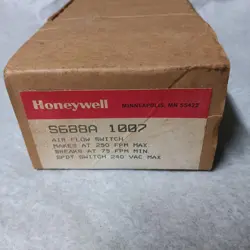 Honeywell
MINNEAPOLIS, MN 55422
S688A 1007
AIR FLOW SWITCH
MAKES AT 250 FPM MAX
BREAKS AT 75 FPM MIN
SPDT SWITCH 240 VAC MAX